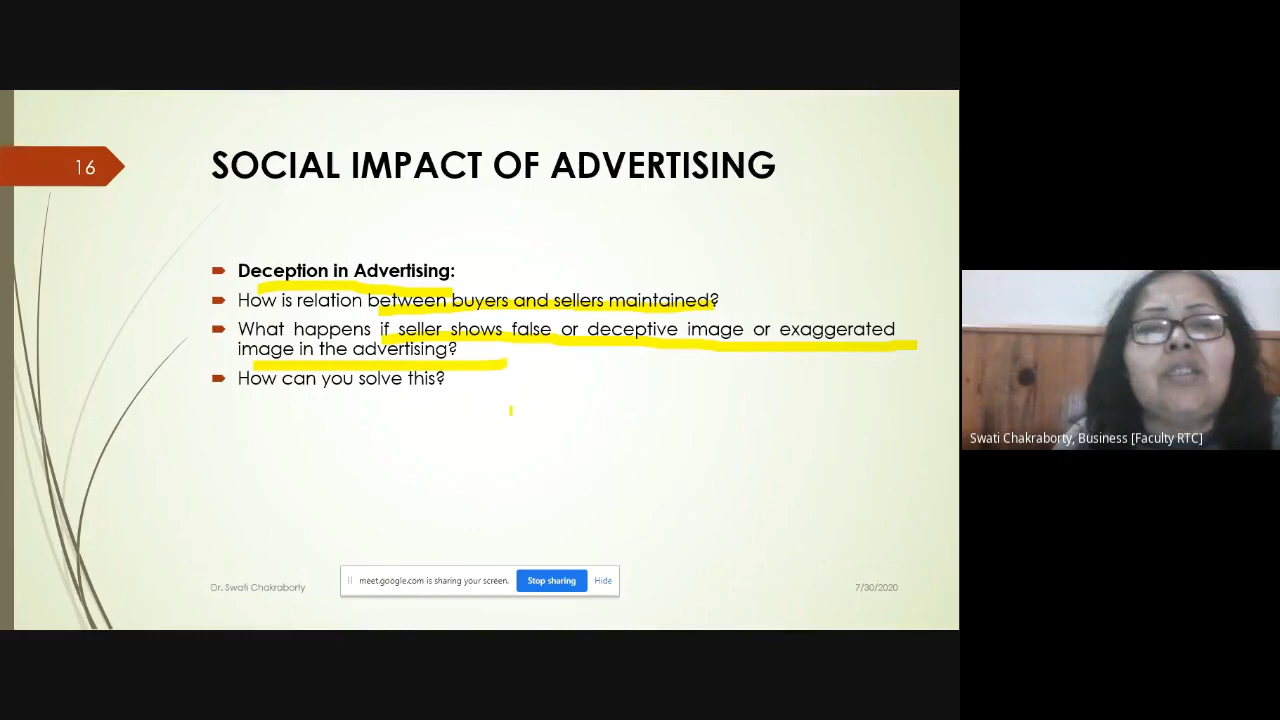 16
SOCIAL IMPACT OF ADVERTISING
Deception in Advertising:
How is relation between buyers and sellers maintained?
What happens if seller shows false or deceptive image or exaggerated
image in the advertising?
How can you solve this?
Swati Chakraborty, Business [Faculty RTC]
Dr. Swati Chakraborty
meet.google.com is sharing your screen.
Stop sharing
Hide
7/30/2020